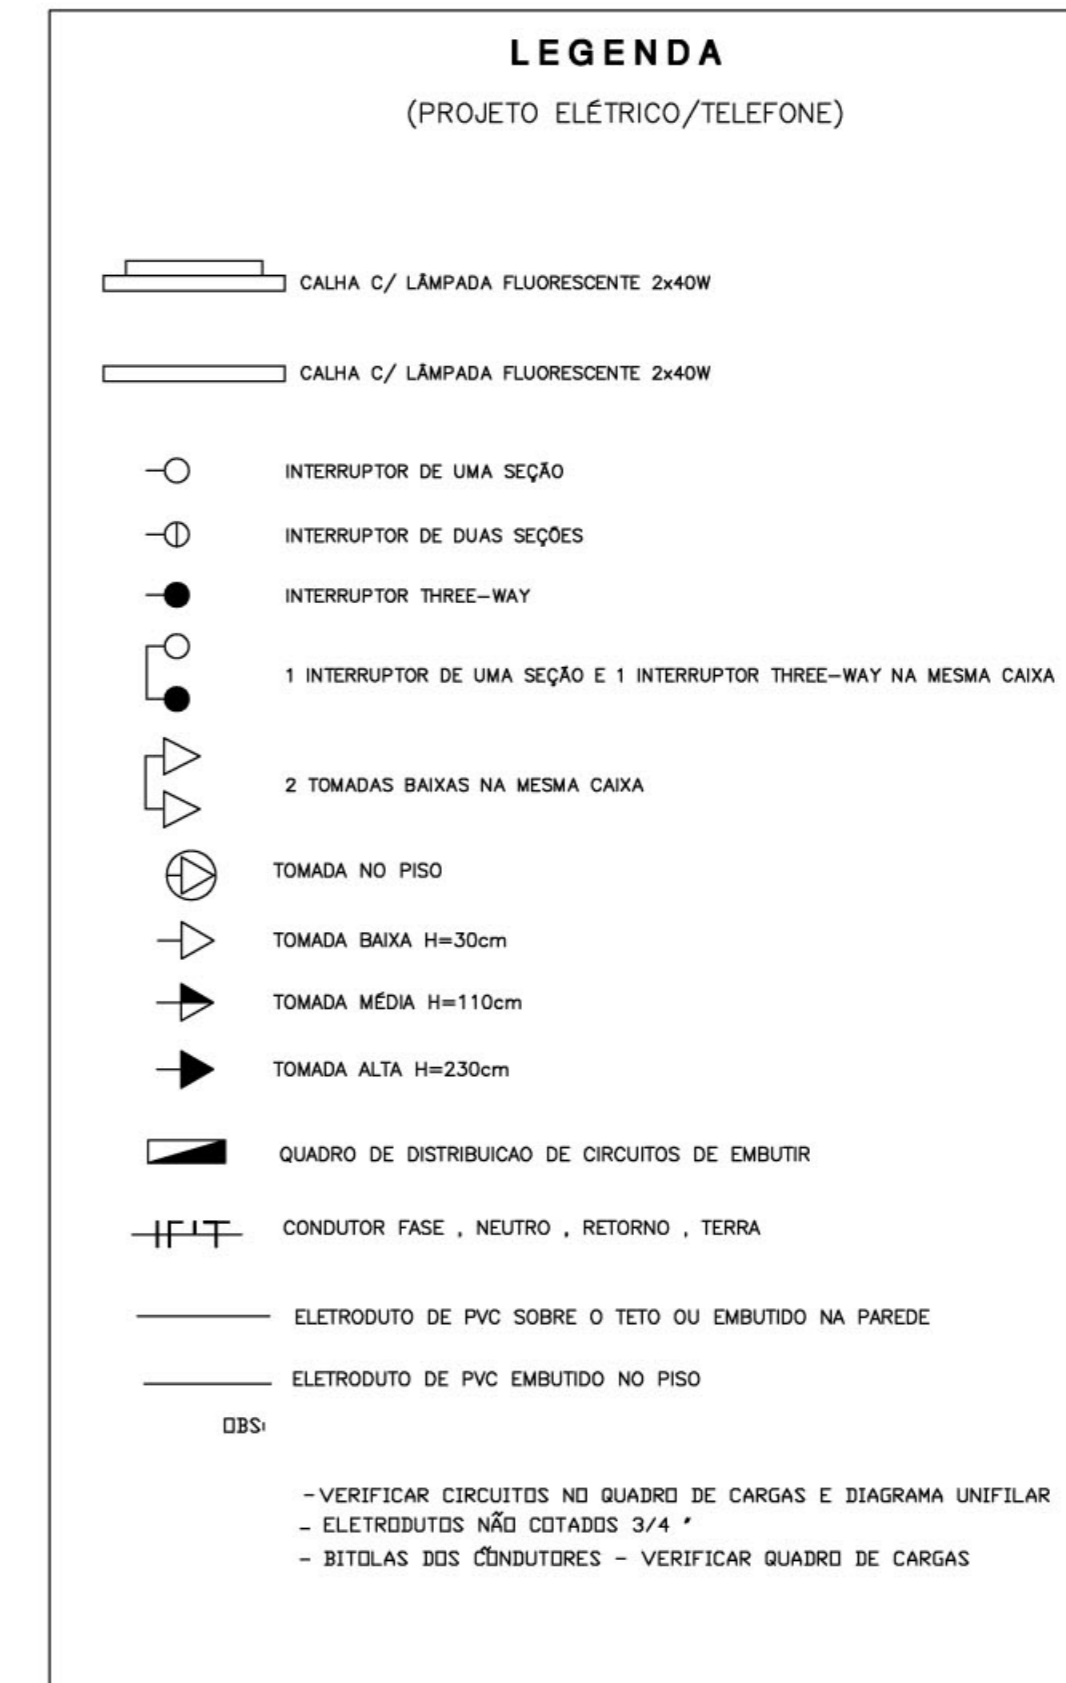 LEGENDA
(PROJETO ELÉTRICO/TELEFONE)
CALHA C/ LÂMPADA FLUORESCENTE 2x40W
CALHA C/ LÂMPADA FLUORESCENTE 2x40W
INTERRUPTOR DE UMA SEÇÃO
INTERRUPTOR DE DUAS SEÇÕES
INTERRUPTOR THREE-WAY
1 INTERRUPTOR DE UMA SEÇÃO E 1 INTERRUPTOR THREE-WAY NA MESMA CAIXA
2 TOMADAS BAIXAS NA MESMA CAIXA
TOMADA NO PISO
TOMADA BAIXA H=30cm
TOMADA MÉDIA H=110cm
TOMADA ALTA H=230cm
QUADRO DE DISTRIBUICAO DE CIRCUITOS DE EMBUTIR
CONDUTOR FASE , NEUTRO , RETORNO , TERRA
ELETRODUTO DE PVC SOBRE O TETO OU EMBUTIDO NA PAREDE
ELETRODUTO DE PVC EMBUTIDO NO PISO
OBS:
- VERIFICAR CIRCUITOS NO QUADRO DE CARGAS E DIAGRAMA UNIFILAR
- ELETRODUTOS NÃO COTADOS 3/4 "
- BITOLAS DOS CONDUTORES - VERIFICAR QUADRO DE CARGAS